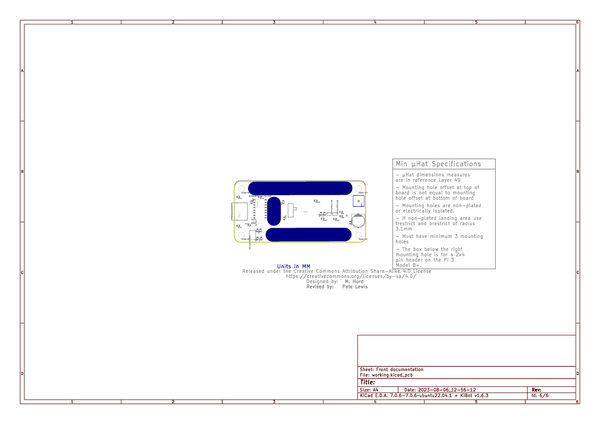 1 2 3 4 5 6
A A
B B
C C
D D
Min µHat Specifications
- µHat dimensions measures
are in reference Layer 49
- Mounting hole offset at top of
board is not equal to mounting
hole offset at bottom of board
- Mounting holes are non-plated
or electrically isolated.
- If non-plated landing area use
trestrict and brestrict of radius
3.1mm
- Must have minimum 3 mounting
holes
- The box below the right
mounting hole is for a 2x4
pin header on the Pi 3
Model B+.
Units in MM
Released under the Creative Commons Attribution Share-Alike 4.0 License
https://creativecommons.org/licenses/by-sa/4.0/
Designed by: M. Hord
Revised by: Pete Lewis
Sheet: Front documentation
File: working.kicad_pcb
Title:
Size: A4 Date: 2023-08-06_12-56-12 Rev:
KiCad E.D.A. 7.0.6-7.0.6~ubuntu22.04.1 + KiBot v1.6.3 Id: 6/6
1 2 3 4 5 6